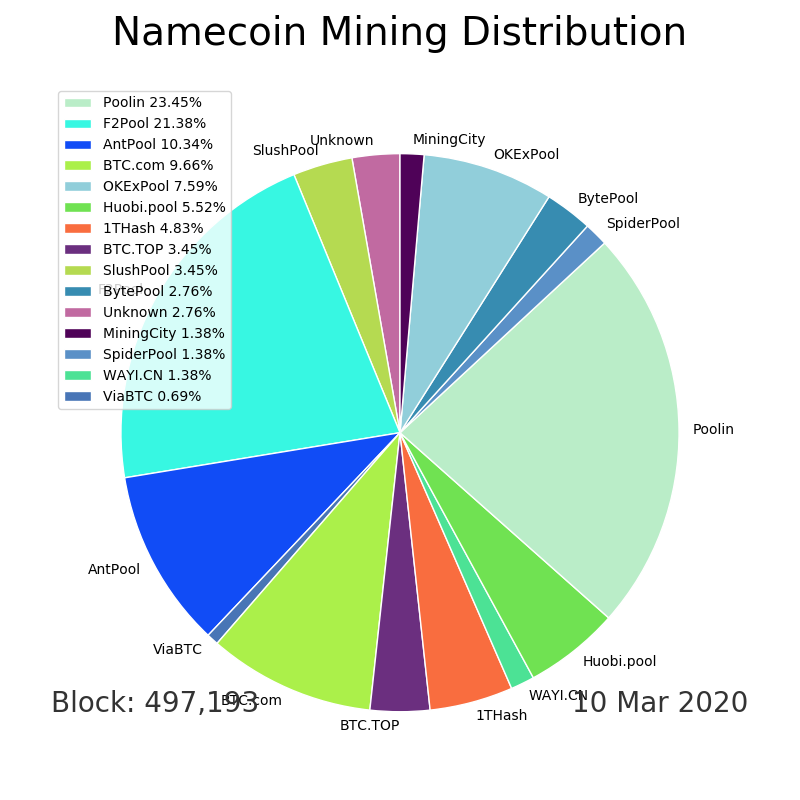 Namecoin Mining Distribution
Poolin 23.45%
F2Pool 21.38%
AntPool 10.34%
BTC.com 9.66%
OKExPool 7.59%
Huobi.pool 5.52%
1THash 4.83%
BTC.TOP 3.45%
SlushPool 3.45%
BytePool 2.76%
Unknown 2.76%
MiningCity 1.38%
SpiderPool 1.38%
WAYI.CN 1.38%
ViaBTC 0.69%
MiningCity
OKExPool
BytePool
SpiderPool
Poolin
Huobi.pool
WAYI.CN
1THash
BTC.TOP
BTC.com
ViaBTC
AntPool
F2Pool
SlushPool
Unknown
Block: 497,193
10 Mar 2020